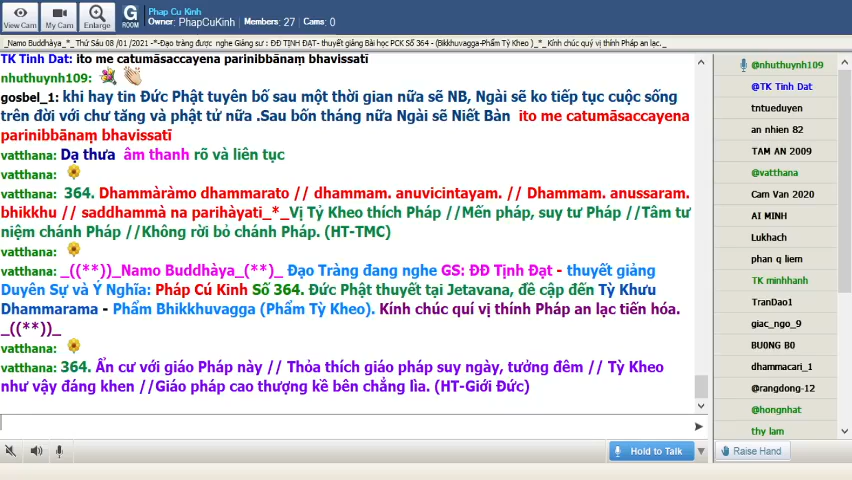 Phap Cu Kinh
Owner: PhapCuKinh Members: 27 Cams: 0
View Cam My Cam Enlarge G ROOM
_Namo Buddhàya_*_ Thứ Sáu 08 /01 /2021 -*-Đạo tràng được nghe Giảng sư : ĐĐ TỊNH ĐẠT- thuyết giảng Bài học PCK Số 364 - (Bikkhuvagga-Phẩm Tỳ Kheo )_*_ Kính chúc quý vị thính Pháp an lạc._
TK Tinh Dat: ito me catumāsaccayena parinibbānaṃ bhavissatī
nhuthuynh109:
gosbel_1: khi hay tin Đức Phật tuyên bố sau một thời gian nữa sẽ NB, Ngài sẽ ko tiếp tục cuộc sống
trên đời với chư tăng và phật tử nữa .Sau bốn tháng nữa Ngài sẽ Niết Bàn ito me catumāsaccayena
parinibbānaṃ bhavissatī
vatthana: Dạ thưa âm thanh rõ và liên tục
vatthana:
vatthana: 364. Dhammàràmo dhammarato // dhammam. anuvicintayam. // Dhammam. anussaram.
bhikkhu // saddhammà na parihàyati_*_Vị Tỷ Kheo thích Pháp //Mến pháp, suy tư Pháp //Tâm tư
niệm chánh Pháp //Không rời bỏ chánh Pháp. (HT-TMC)
vatthana:
vatthana: _((**))_Namo Buddhàya_(**)_ Đạo Tràng đang nghe GS: ĐĐ Tịnh Đạt - thuyết giảng
Duyên Sự và Ý Nghĩa: Pháp Cú Kinh Số 364. Đức Phật thuyết tại Jetavana, đề cập đến Tỳ Khưu
Dhammarama - Phẩm Bhikkhuvagga (Phẩm Tỳ Kheo). Kính chúc quí vị thính Pháp an lạc tiến hóa.
_((**))_
vatthana:
vatthana: 364. Ẩn cư với giáo Pháp này // Thỏa thích giáo pháp suy ngày, tưởng đêm // Tỳ Kheo
như vậy đáng khen //Giáo pháp cao thượng kề bên chẳng lìa. (HT-Giới Đức)
Hold to Talk
@nhuthuynh109
@TK Tinh Dat
tntueduyen
an nhien 82
TAM AN 2009
@vatthana
Cam Van 2020
AI MINH
Lukhach
phan q liem
TK minhhanh
TranDao1
giac_ngo_9
BU0NG B0
dhammacari_1
@rangdong-12
@hongnhat
thy lam
Raise Hand